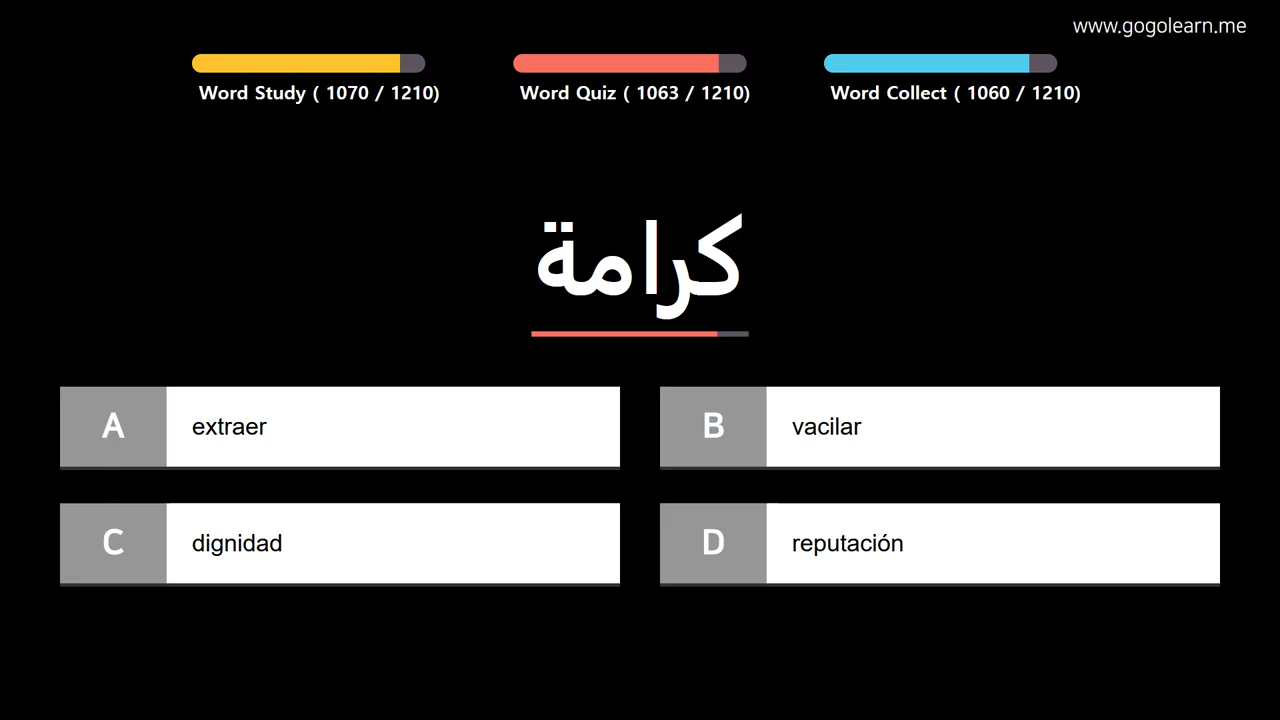 www.gogolearn.me
Word Study ( 1070 / 1210)
Word Quiz ( 1063 / 1210)
Word Collect ( 1060 / 1210)
كرامة
A extraer
B vacilar
C dignidad
D reputación